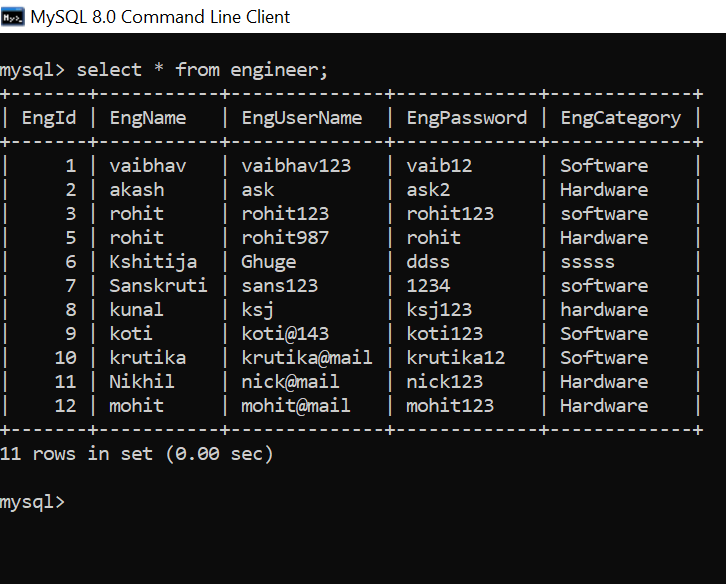 MySQL 8.0 Command Line Client
mysql> select * from engineer;
+-------+-----------+--------------+-------------+-------------+
| EngId | EngName   | EngUserName  | EngPassword | EngCategory |
+-------+-----------+--------------+-------------+-------------+
|     1 | vaibhav   | vaibhav123   | vaib12      | Software    |
|     2 | akash     | ask          | ask2        | Hardware    |
|     3 | rohit     | rohit123     | rohit123    | software    |
|     5 | rohit     | rohit987     | rohit       | Hardware    |
|     6 | Kshitija  | Ghuge        | ddss        | sssss       |
|     7 | Sanskruti | sans123      | 1234        | software    |
|     8 | kunal     | ksj          | ksj123      | hardware    |
|     9 | koti      | koti@143     | koti123     | Software    |
|    10 | krutika   | krutika@mail | krutika12   | Software    |
|    11 | Nikhil    | nick@mail    | nick123     | Hardware    |
|    12 | mohit     | mohit@mail   | mohit123    | Hardware    |
+-------+-----------+--------------+-------------+-------------+
11 rows in set (0.00 sec)
mysql>